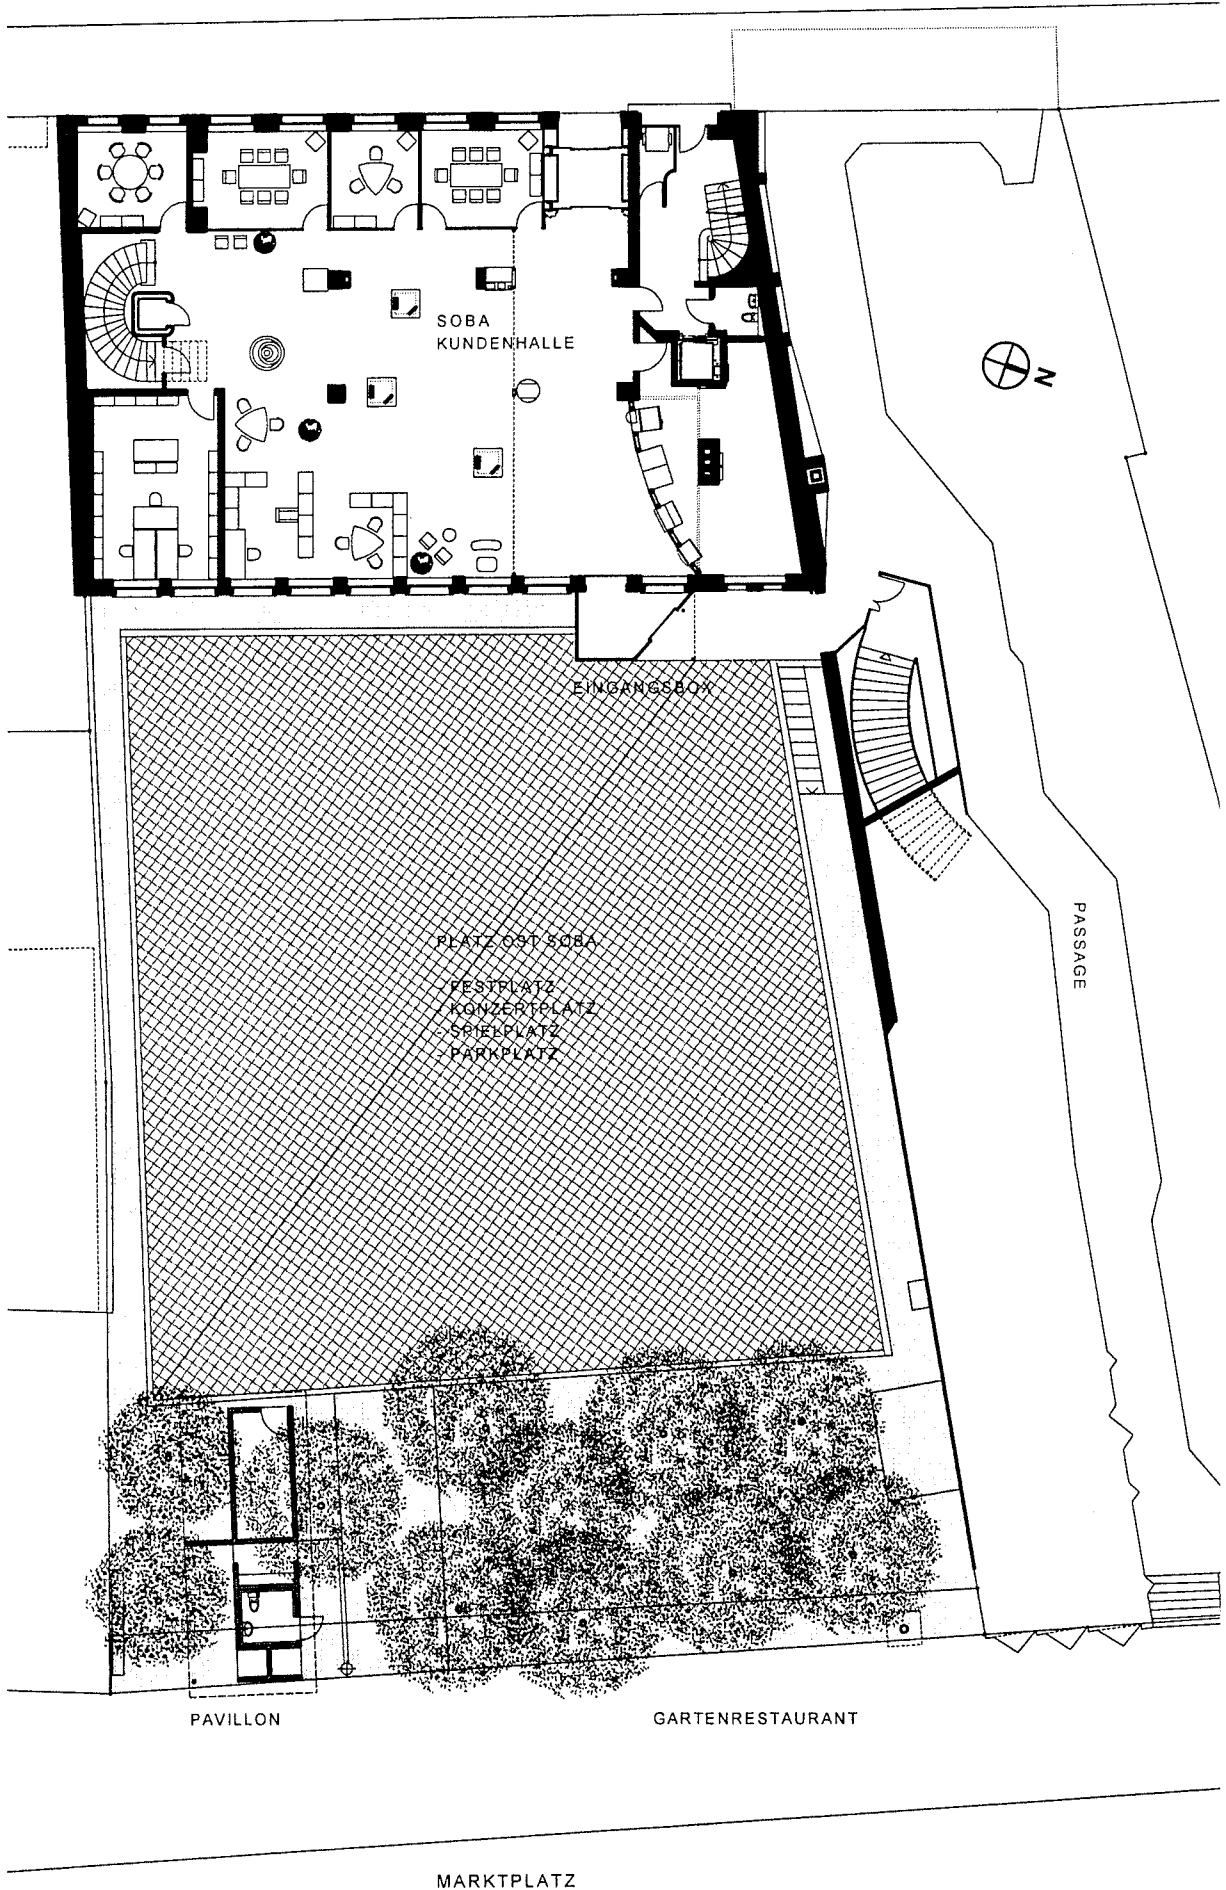 SOBA
KUNDENHALLE
N
EINGANGSBOX
PASSAGE
PLATZ OST SOBA
- FESTPLATZ
- KONZERTPLATZ
- SPIELPLATZ
- PARKPLATZ
PAVILLON
GARTENRESTAURANT
MARKTPLATZ